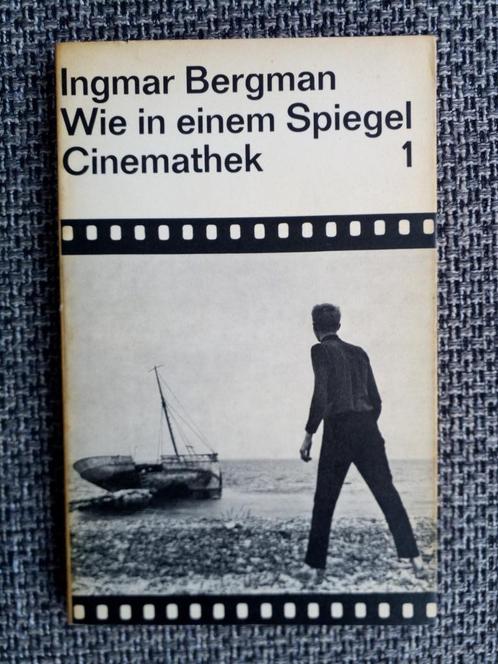 Ingmar Bergman
Wie in einem Spiegel
Cinemathek 1